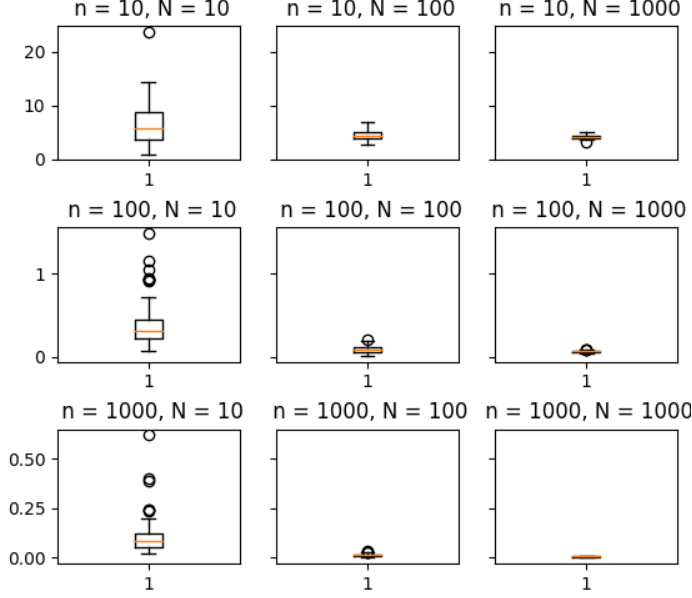 n = 10, N = 10
n = 10, N = 100
n = 10, N = 1000
20
10
0
1
1
1
n = 100, N = 10
n = 100, N = 100
n = 100, N = 1000
1
0
1
1
1
n = 1000, N = 10
n = 1000, N = 100
n = 1000, N = 1000
0.50
0.25
0.00
1
1
1